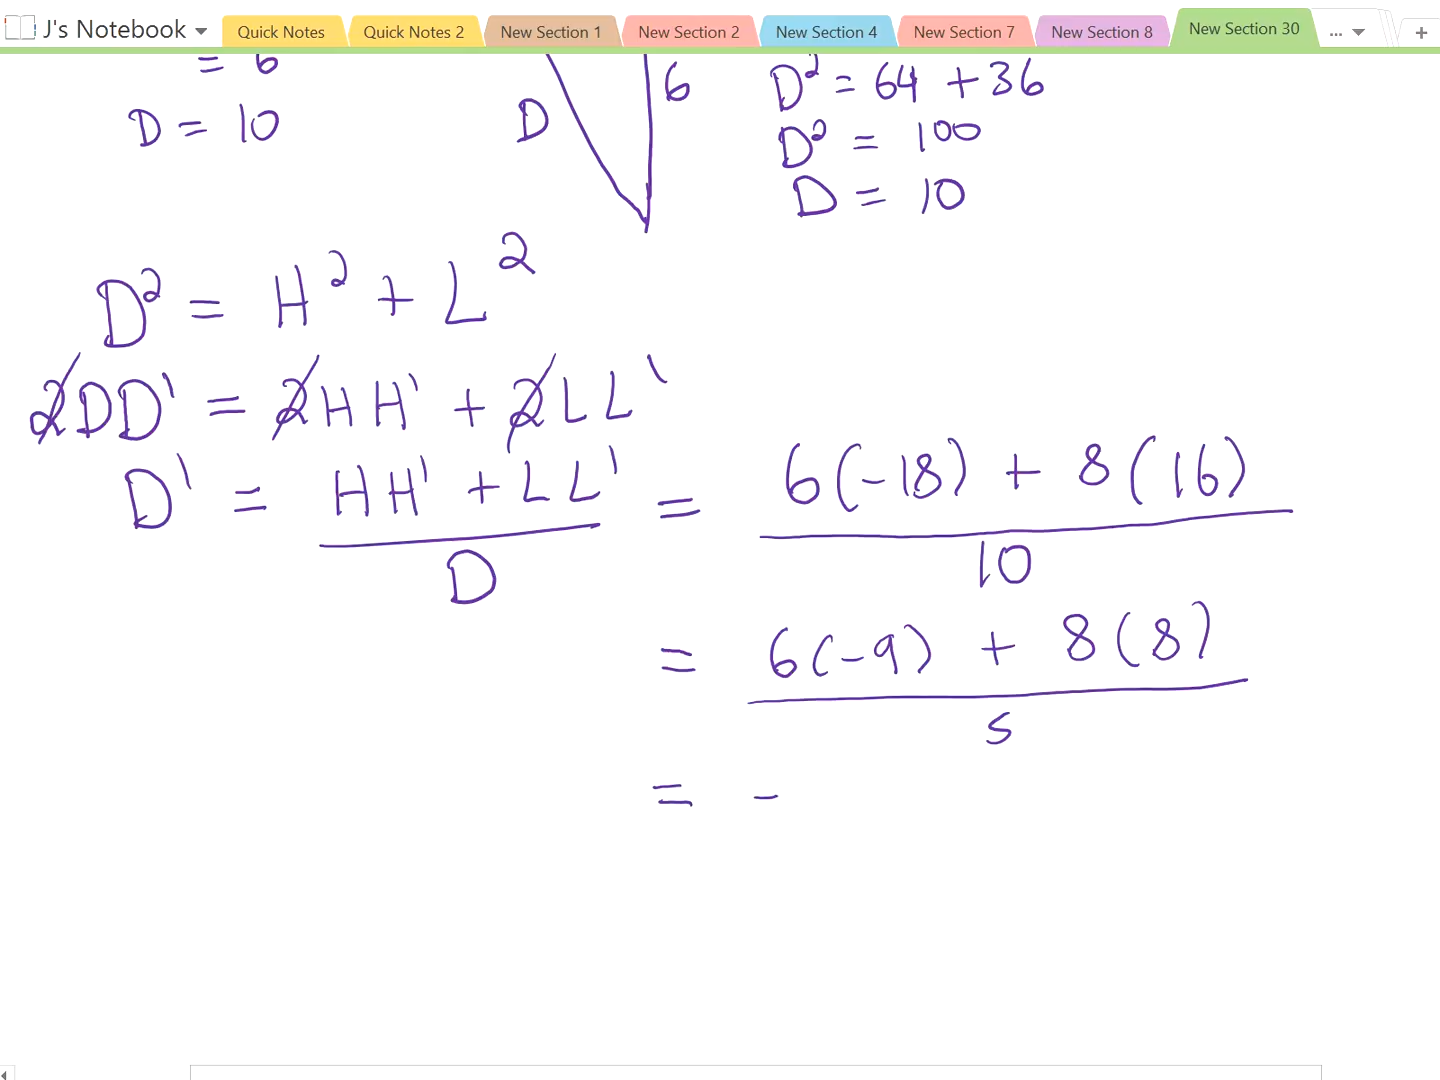 J's Notebook Quick Notes Quick Notes 2 New Section 1 New Section 2 New Section 4 New Section 7 New Section 8 New Section 30 ... +
= 6
D = 10
D
6
D² = 64 + 36
D² = 100
D = 10
D² = H² + L²
2DD' = 2HH' + 2LL'
D' = HH' + LL' / D = 6(-18) + 8(16) / 10
= 6(-9) + 8(8) / 5
= -